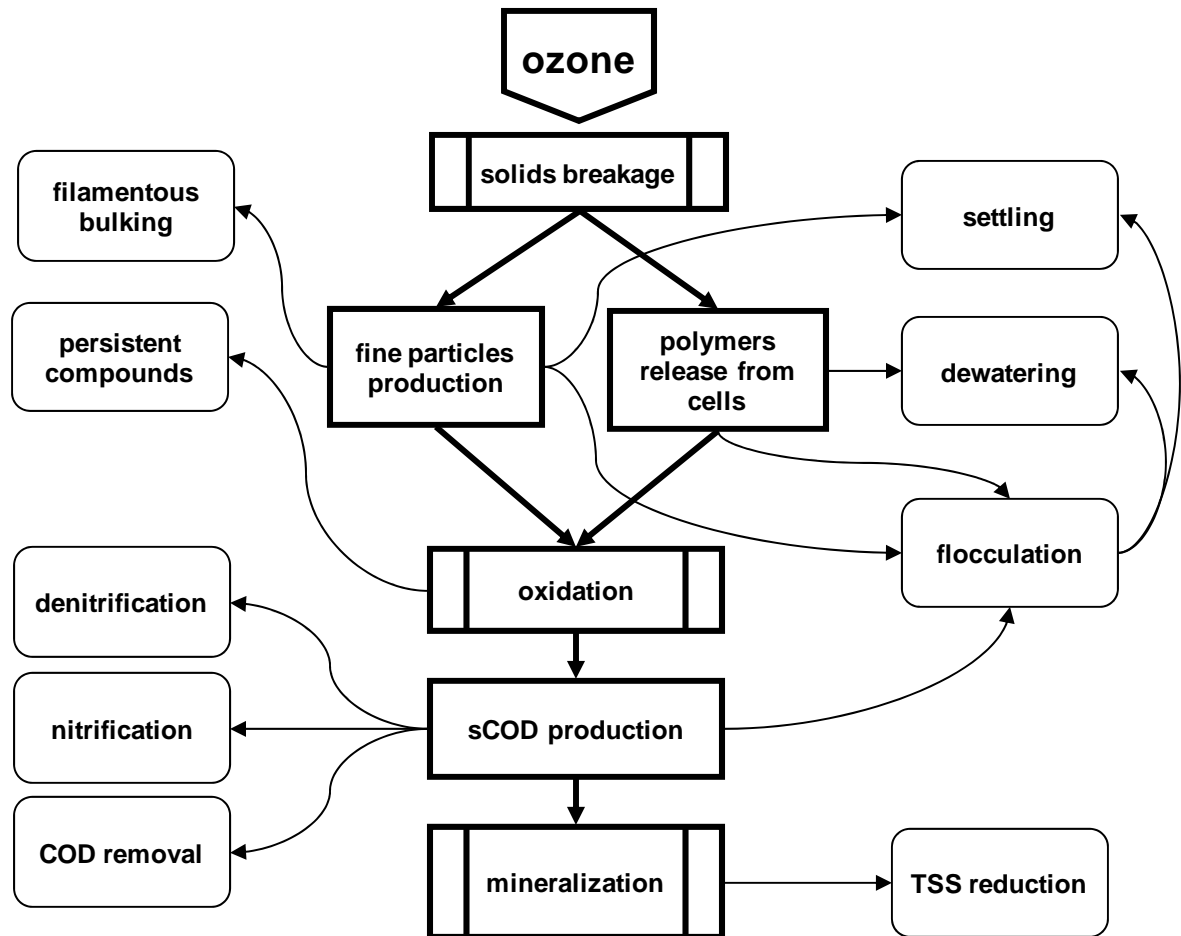 ozone
solids breakage
filamentous
bulking
settling
persistent
compounds
fine particles
production
polymers
release from
cells
dewatering
denitrification
oxidation
flocculation
nitrification
sCOD production
COD removal
mineralization
TSS reduction